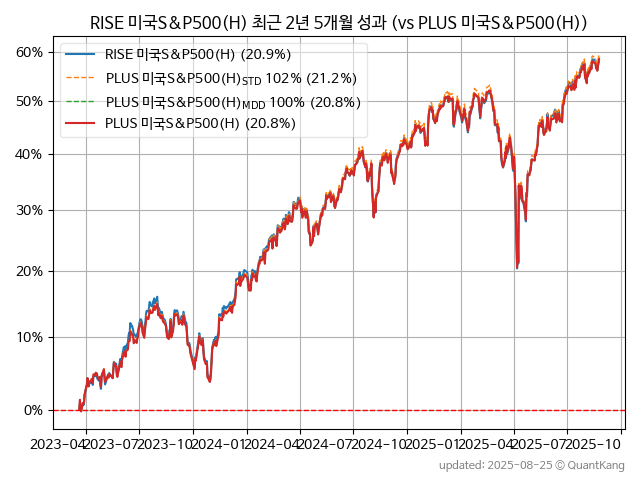 RISE 미국S&P500(H) 최근 2년 5개월 성과 (vs PLUS 미국S&P500(H))
RISE 미국S&P500(H) (20.9%)
PLUS 미국S&P500(H)STD 102% (21.2%)
PLUS 미국S&P500(H)MDD 100% (20.8%)
PLUS 미국S&P500(H) (20.8%)
60%
50%
40%
30%
20%
10%
0%
2023-04 2023-07 2023-10 2024-01 2024-04 2024-07 2024-10 2025-01 2025-04 2025-07 2025-10
updated: 2025-08-25 © QuantKang